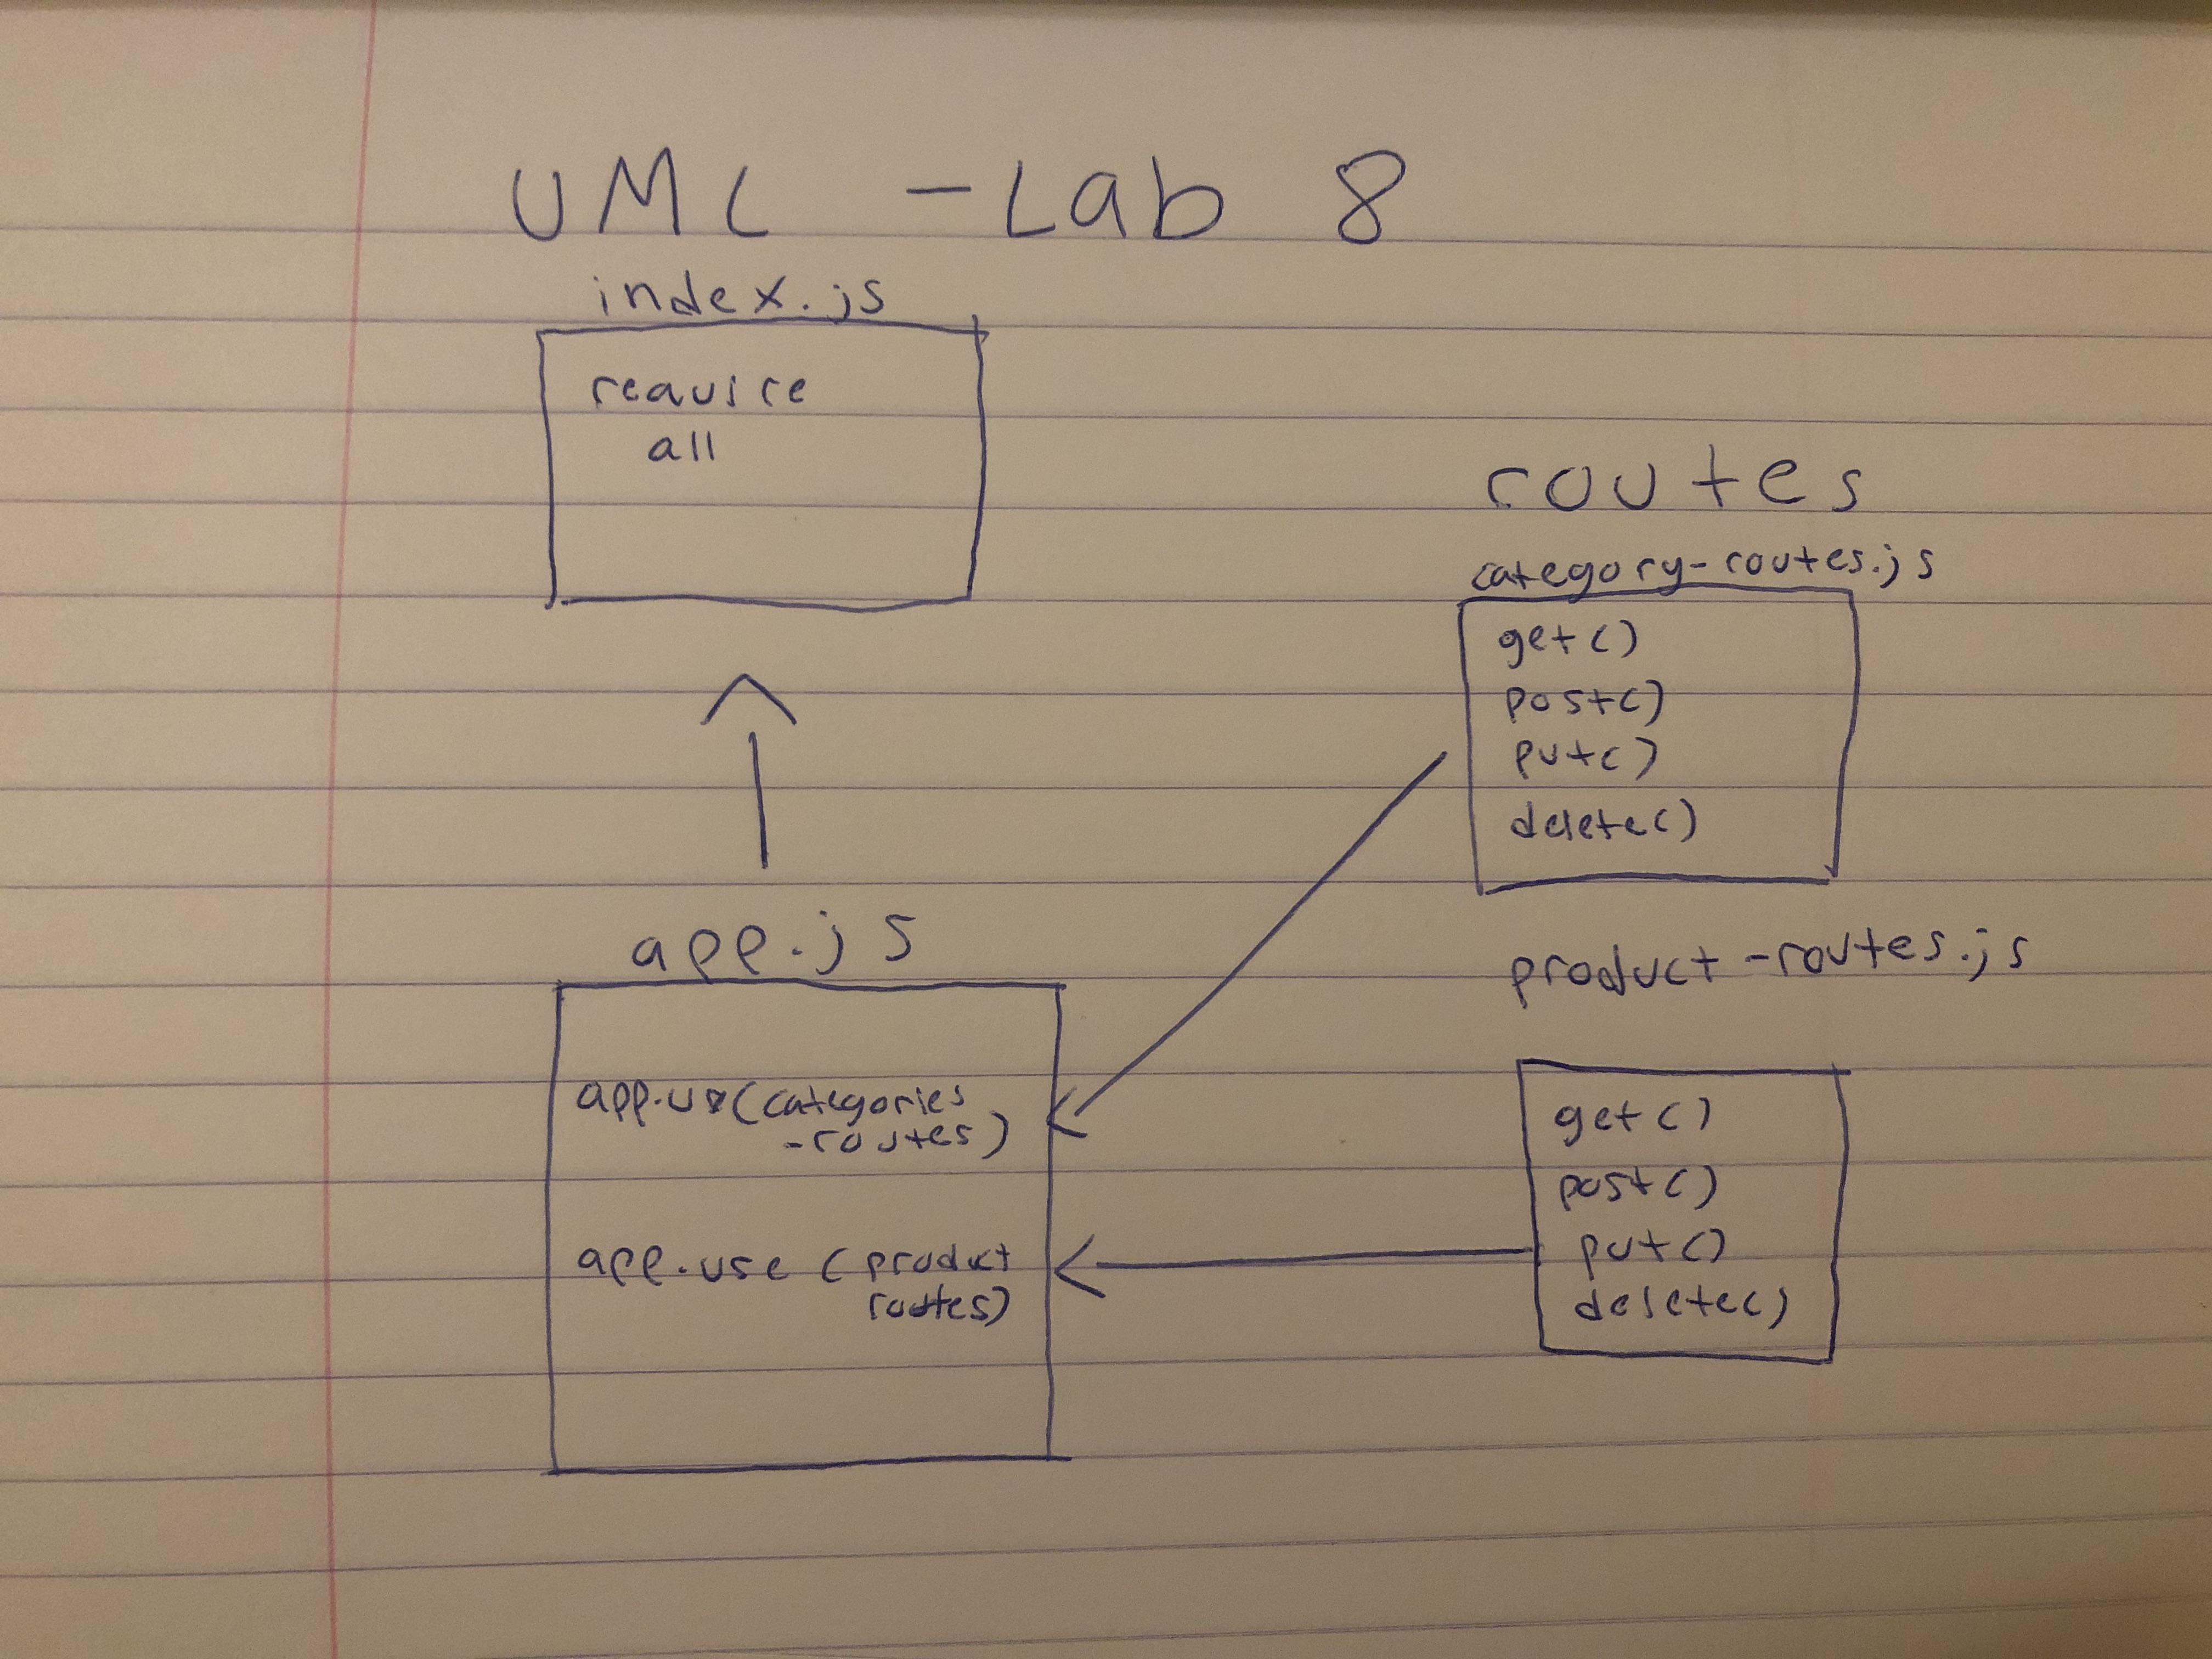 UML - Lab 8
index.js
require
all
app.js
app.use(categories
-routes)
app.use(product
routes)
routes
category-routes.js
get()
post()
put()
delete()
product-routes.js
get()
post()
put()
delete()